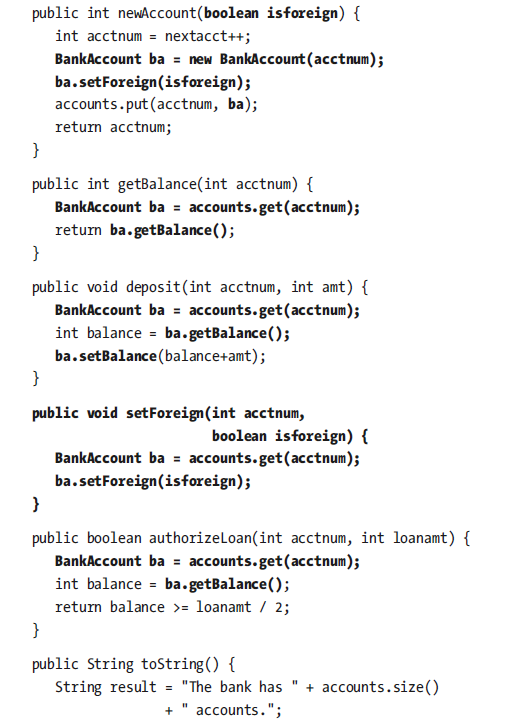 public int newAccount(boolean isforeign) {
int acctnum = nextacct++;
BankAccount ba = new BankAccount(acctnum);
ba.setForeign(isforeign);
accounts.put(acctnum, ba);
return acctnum;
}
public int getBalance(int acctnum) {
BankAccount ba = accounts.get(acctnum);
return ba.getBalance();
}
public void deposit(int acctnum, int amt) {
BankAccount ba = accounts.get(acctnum);
int balance = ba.getBalance();
ba.setBalance(balance+amt);
}
public void setForeign(int acctnum,
boolean isforeign) {
BankAccount ba = accounts.get(acctnum);
ba.setForeign(isforeign);
}
public boolean authorizeLoan(int acctnum, int loanamt) {
BankAccount ba = accounts.get(acctnum);
int balance = ba.getBalance();
return balance >= loanamt / 2;
}
public String toString() {
String result = "The bank has " + accounts.size()
+ " accounts.";